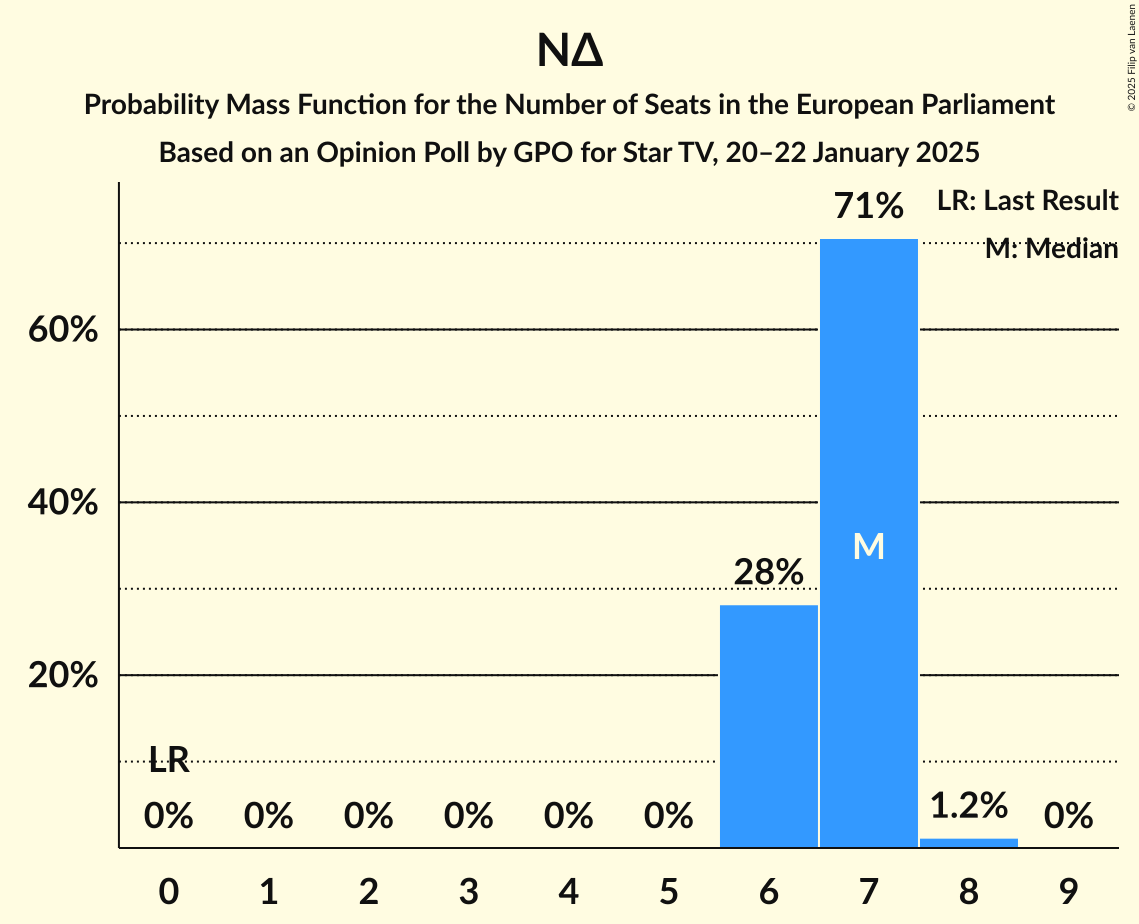 NΔ
Probability Mass Function for the Number of Seats in the European Parliament
Based on an Opinion Poll by GPO for Star TV, 20–22 January 2025
© 2025 Filip van Laenen
LR: Last Result
M: Median
71%
60%
M
40%
28%
20%
LR
0% 0% 0% 0% 0% 0% 1.2% 0%
0 1 2 3 4 5 6 7 8 9